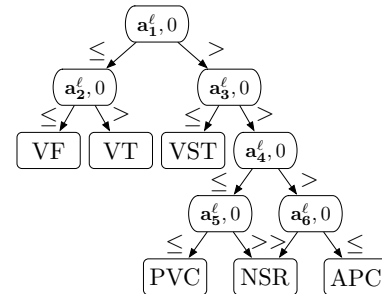 a₁^ℓ, 0
≤ >
a₂^ℓ, 0 a₃^ℓ, 0
≤ > ≤ >
VF VT VST a₄^ℓ, 0
≤ >
a₅^ℓ, 0 a₆^ℓ, 0
≤ > > ≤
PVC NSR APC